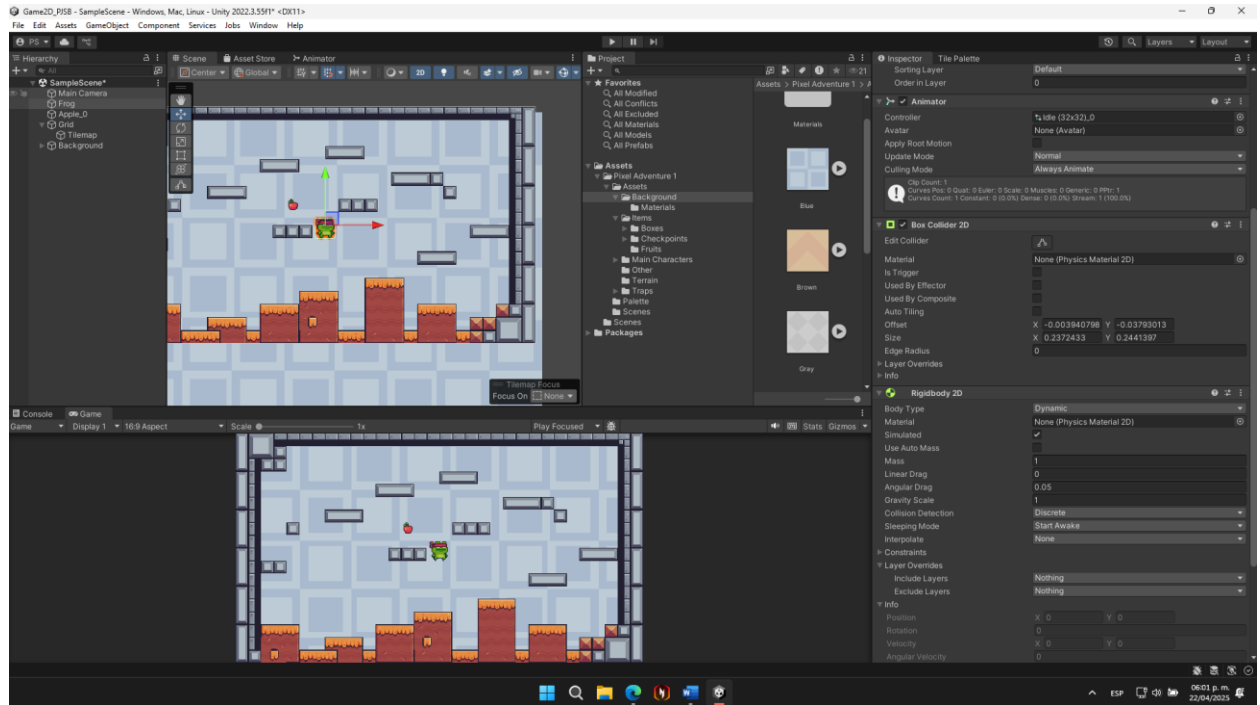 Game2D_PJSB - SampleScene - Windows, Mac, Linux - Unity 2022.3.55f1* <DX11>
File Edit Assets GameObject Component Services Jobs Window Help
PS Layers Layout
Hierarchy
All
SampleScene*
Main Camera
Frog
Apple_0
Grid
Tilemap
Background
Scene Asset Store Animator
Center Global 2D
Tilemap Focus
Focus On None
Project
21
Favorites
All Modified
All Conflicts
All Excluded
All Materials
All Models
All Prefabs
Assets
Pixel Adventure 1
Assets
Background
Materials
Items
Boxes
Checkpoints
Fruits
Main Characters
Other
Terrain
Traps
Palette
Scenes
Scenes
Packages
Assets > Pixel Adventure 1 > A
Materials
Blue
Brown
Gray
Inspector Tile Palette
Sorting Layer Default
Order in Layer 0
Animator
Controller Idle (32x32)_0
Avatar None (Avatar)
Apply Root Motion
Update Mode Normal
Culling Mode Always Animate
Clip Count: 1
Curves Pos: 0 Quat: 0 Euler: 0 Scale: 0 Muscles: 0 Generic: 0 PPtr: 1
Curves Count: 1 Constant: 0 (0.0%) Dense: 0 (0.0%) Stream: 1 (100.0%)
Box Collider 2D
Edit Collider
Material None (Physics Material 2D)
Is Trigger
Used By Effector
Used By Composite
Auto Tiling
Offset X -0.003940798 Y -0.03793013
Size X 0.2372433 Y 0.2441397
Edge Radius 0
Layer Overrides
Info
Rigidbody 2D
Body Type Dynamic
Material None (Physics Material 2D)
Simulated
Use Auto Mass
Mass 1
Linear Drag 0
Angular Drag 0.05
Gravity Scale 1
Collision Detection Discrete
Sleeping Mode Start Awake
Interpolate None
Constraints
Layer Overrides
Include Layers Nothing
Exclude Layers Nothing
Info
Position X 0 Y 0
Rotation 0
Velocity X 0 Y 0
Angular Velocity 0
Console Game
Game Display 1 16:9 Aspect Scale 1x Play Focused Stats Gizmos
ESP 06:01 p. m.
22/04/2025